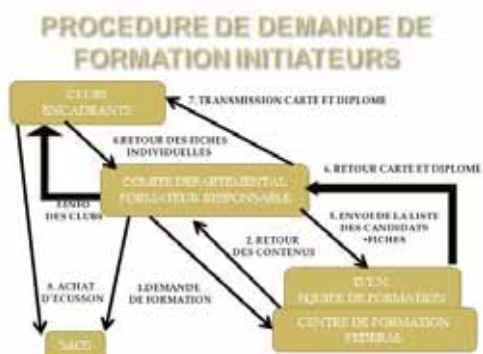 PROCEDURE DE DEMANDE DE
FORMATION INITIATEURS
CLUBS
ENCADRANTS
7. TRANSMISSION CARTE ET DIPLOME
4.RETOUR DES FICHES
INDIVIDUELLES
6. RETOUR CARTE ET DIPLOME
COMITE DEPARTEMENTAL
FORMATEUR RESPONSABLE
3.INFO
DES CLUBS
5. ENVOI DE LA LISTE
DES CANDIDATS
+FICHES
2. RETOUR
DES CONTENUS
8. ACHAT
D'ECUSSON
1.DEMANDE
DE FORMATION
D.T.N.
EQUIPE DE FORMATION
CENTRE DE FORMATION
FEDERAL